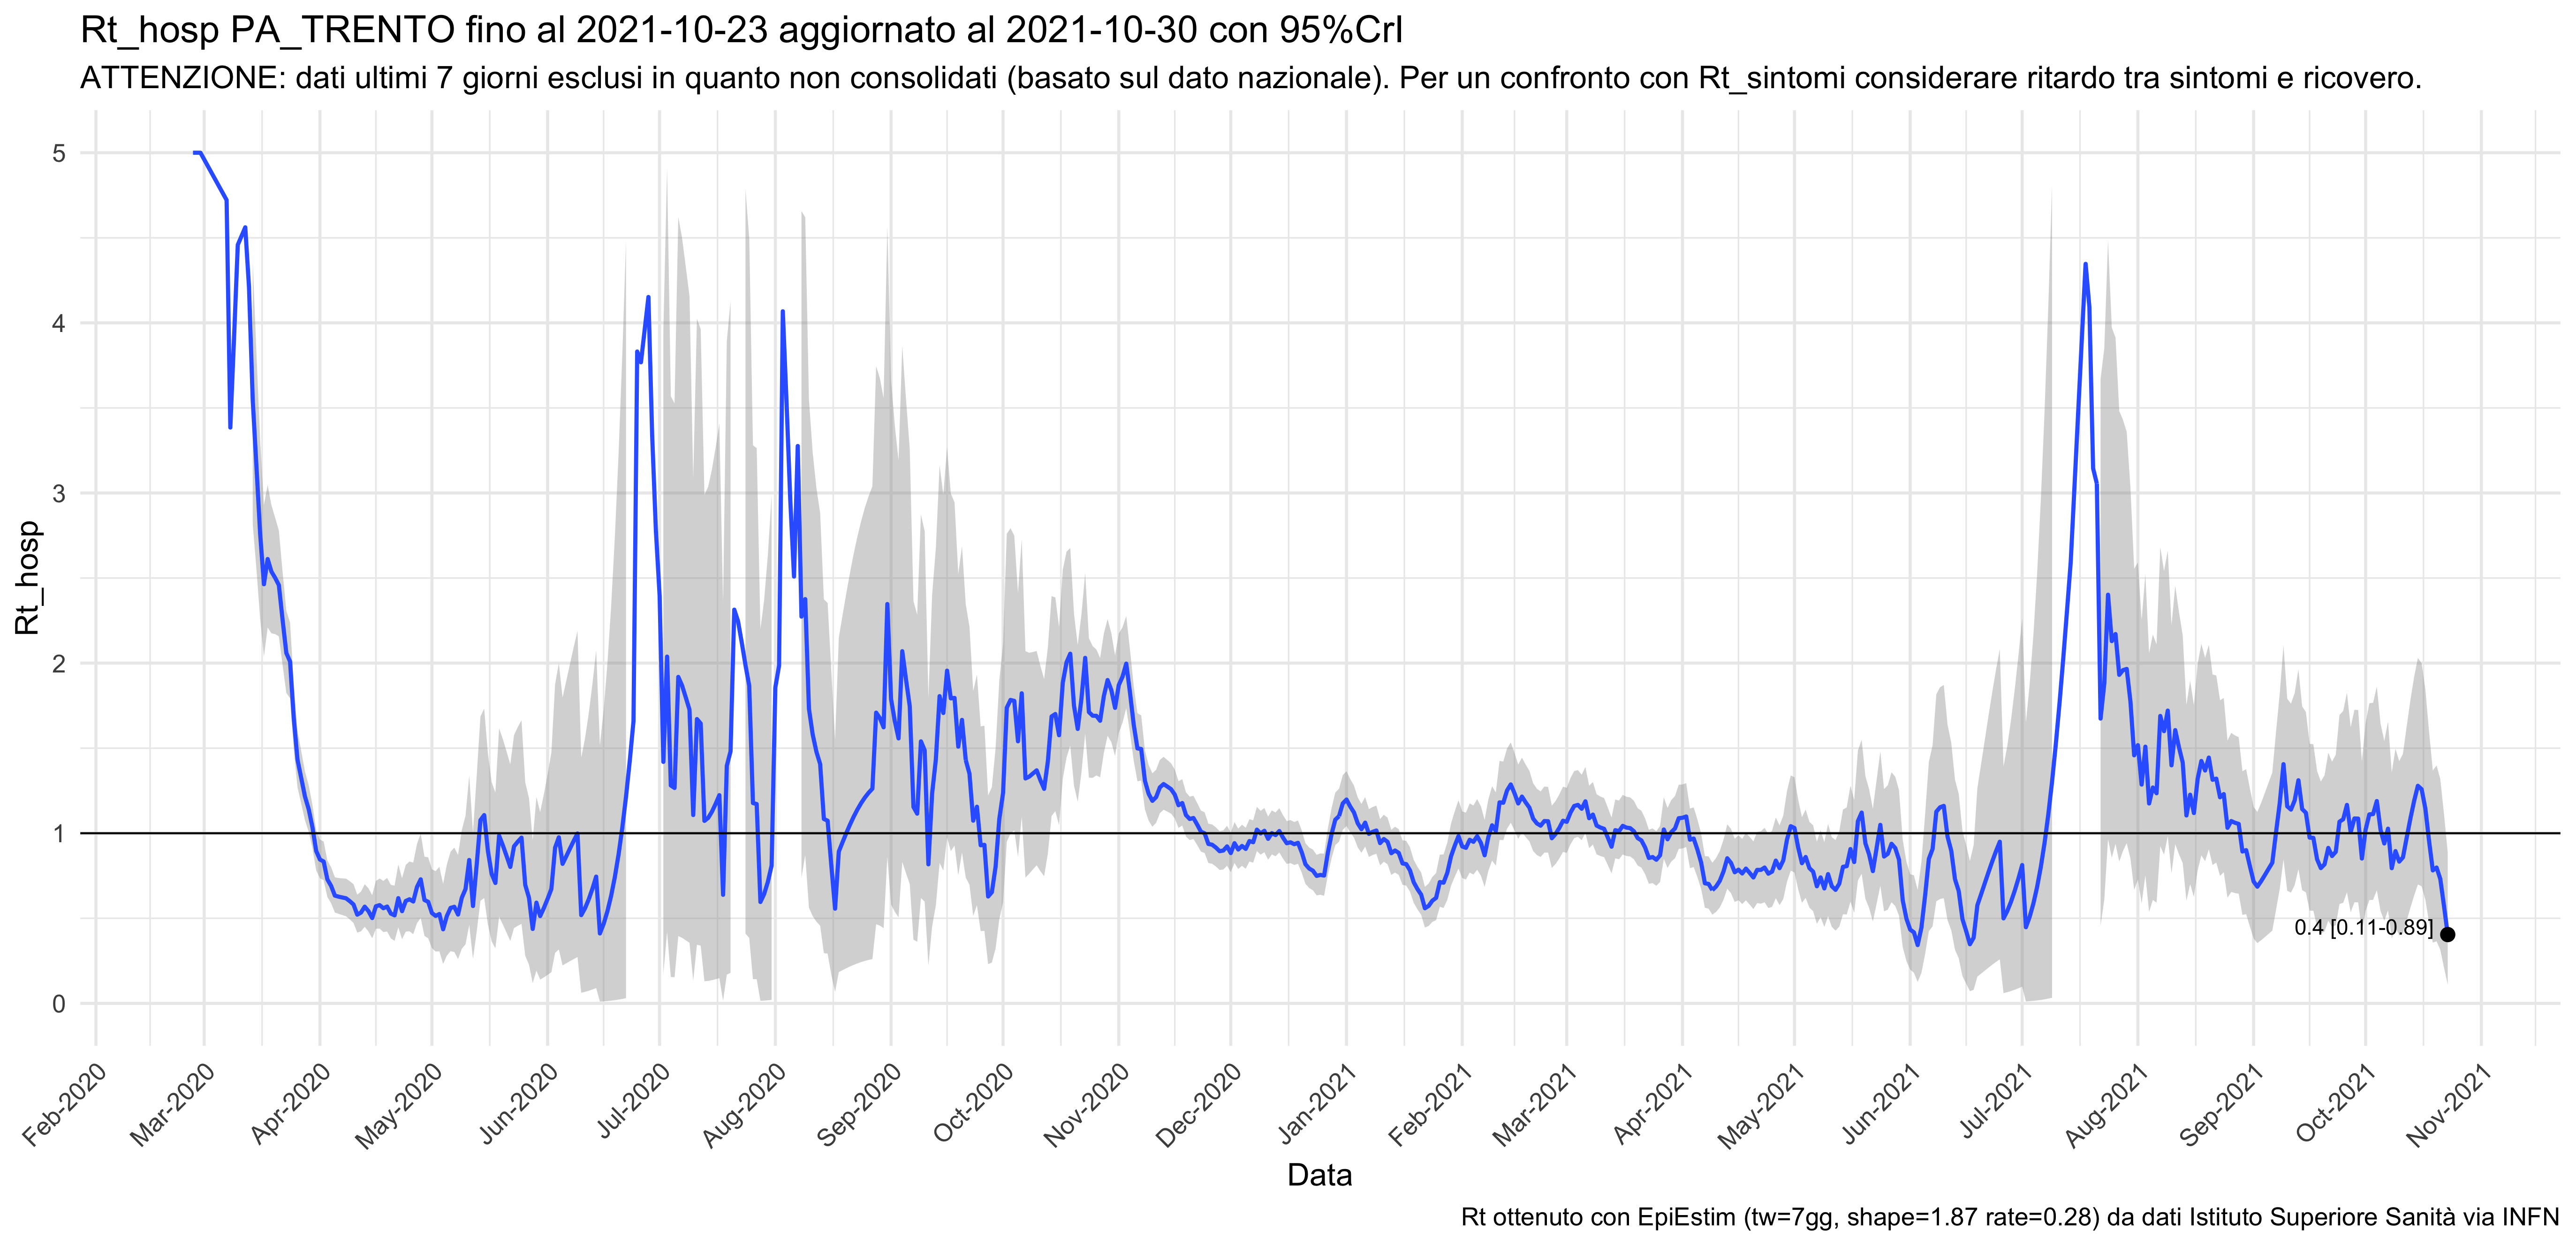 Rt_hosp PA_TRENTO fino al 2021-10-23 aggiornato al 2021-10-30 con 95%CrI
ATTENZIONE: dati ultimi 7 giorni esclusi in quanto non consolidati (basato sul dato nazionale). Per un confronto con Rt_sintomi considerare ritardo tra sintomi e ricovero.
5
4
3
2
1
0
Rt_hosp
0.4 [0.11-0.89]
Feb-2020
Mar-2020
Apr-2020
May-2020
Jun-2020
Jul-2020
Aug-2020
Sep-2020
Oct-2020
Nov-2020
Dec-2020
Jan-2021
Feb-2021
Mar-2021
Apr-2021
May-2021
Jun-2021
Jul-2021
Aug-2021
Sep-2021
Oct-2021
Nov-2021
Data
Rt ottenuto con EpiEstim (tw=7gg, shape=1.87 rate=0.28) da dati Istituto Superiore Sanità via INFN